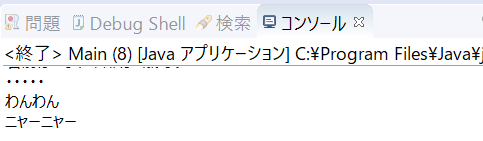 問題 Debug Shell 検索 コンソール
<終了> Main (8) [Java アプリケーション] C:¥Program Files¥Java¥j
・・・・・
わんわん
ニャーニャー